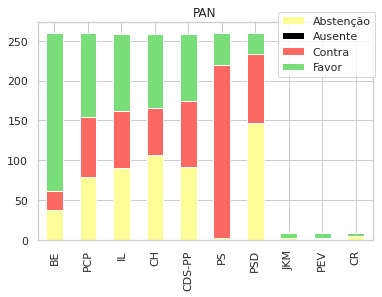 PAN
Abstenção
Ausente
Contra
Favor
250
200
150
100
50
0
BE
PCP
IL
CH
CDS-PP
PS
PSD
JKM
PEV
CR